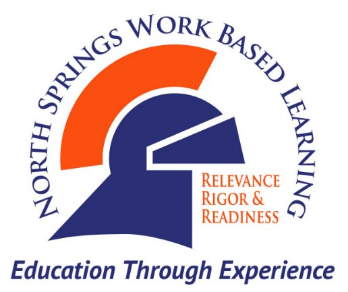 North Springs Work Based Learning
Relevance
Rigor &
Readiness
Education Through Experience